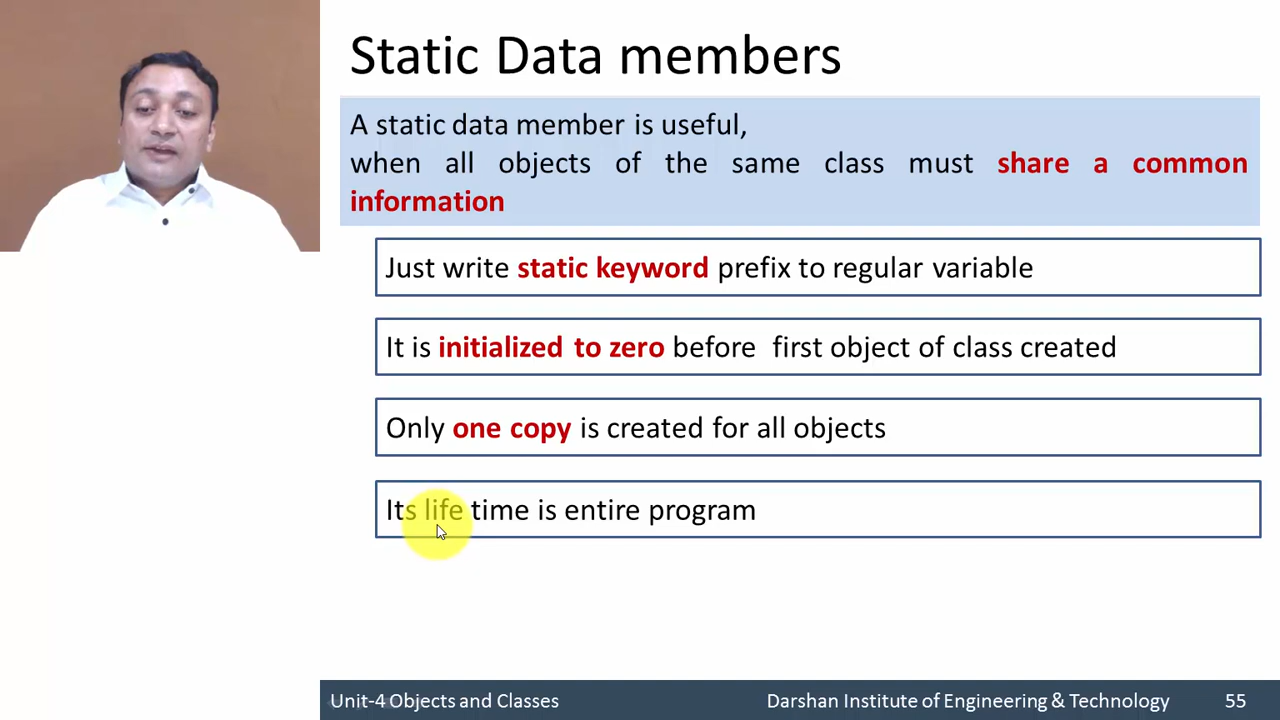 Static Data members
A static data member is useful,
when all objects of the same class must share a common
information
Just write static keyword prefix to regular variable
It is initialized to zero before first object of class created
Only one copy is created for all objects
Its life time is entire program
Unit-4 Objects and Classes Darshan Institute of Engineering & Technology 55